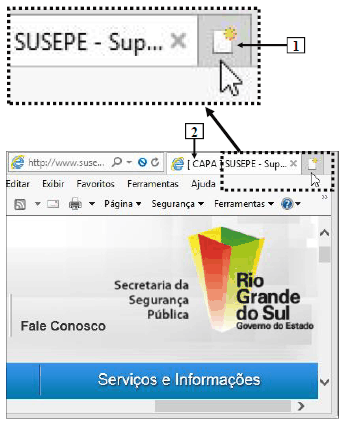 SUSEPE - Sup...
1
2
http://www.suse...
[ CAPA ] SUSEPE - Sup...
Editar Exibir Favoritos Ferramentas Ajuda
Página Segurança Ferramentas
Secretaria da
Segurança
Pública
Rio
Grande
do Sul
Governo do Estado
Fale Conosco
Serviços e Informações